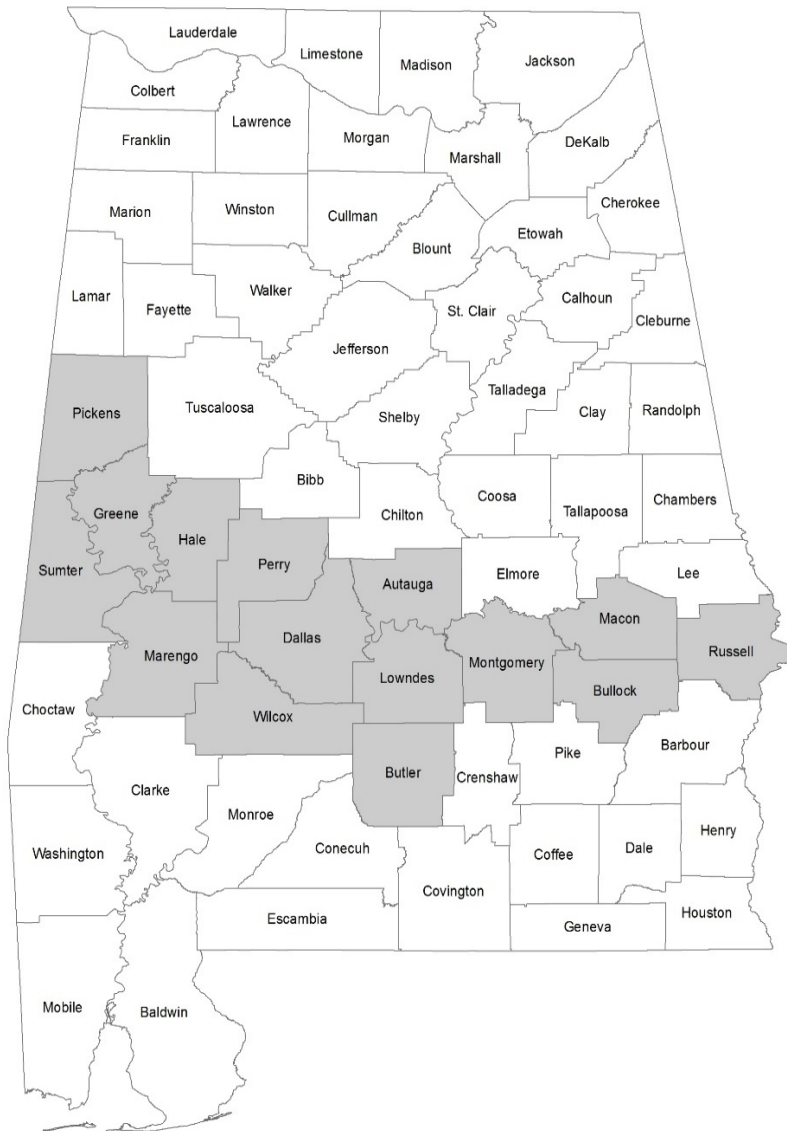 Lauderdale
Limestone
Madison
Jackson
Colbert
Lawrence
Franklin
Morgan
Marshall
DeKalb
Cherokee
Marion
Winston
Cullman
Blount
Etowah
Lamar
Fayette
Walker
St. Clair
Calhoun
Cleburne
Jefferson
Pickens
Tuscaloosa
Shelby
Talladega
Clay
Randolph
Bibb
Chilton
Coosa
Tallapoosa
Chambers
Greene
Hale
Sumter
Perry
Autauga
Elmore
Lee
Macon
Russell
Marengo
Dallas
Lowndes
Montgomery
Bullock
Choctaw
Wilcox
Butler
Crenshaw
Pike
Barbour
Clarke
Monroe
Washington
Conecuh
Covington
Coffee
Dale
Henry
Escambia
Geneva
Houston
Mobile
Baldwin